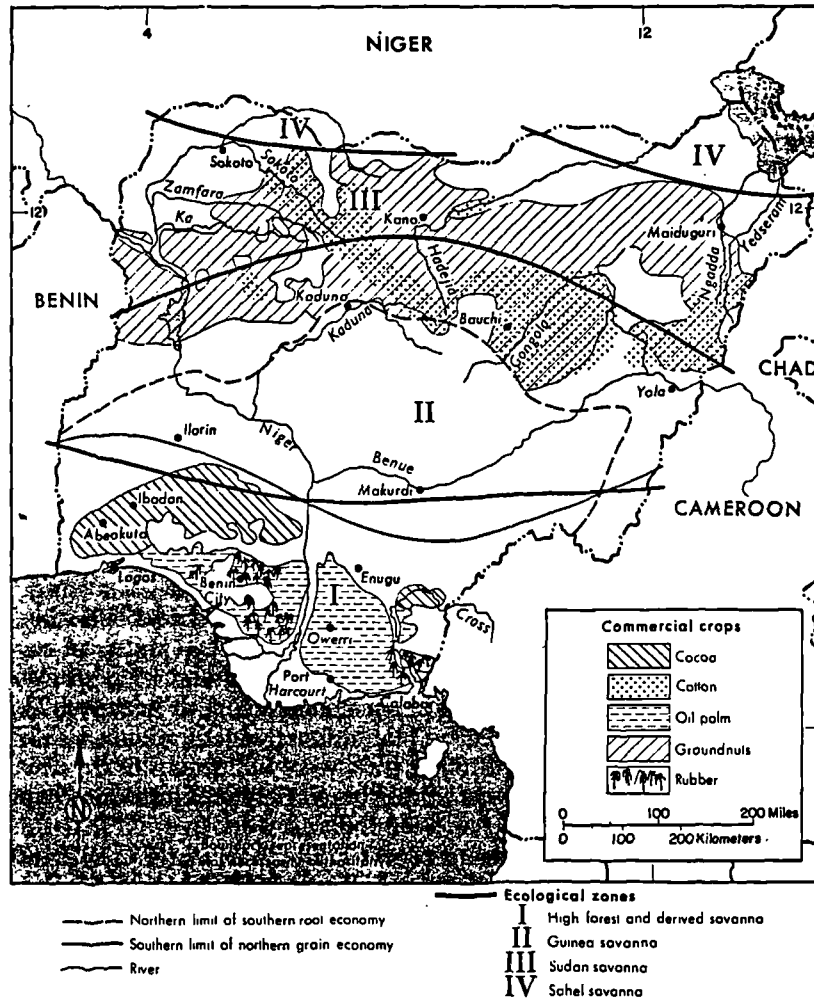 4
12
NIGER
IV
IV
Sokoto
Sokoto
Zamfara
III
12
12
Ka
Kano
Maiduguri
Yedseram
Ngadda
Hadejia
BENIN
Kaduna
Kaduna
Bauchi
Gongola
CHAD
II
Yola
Ilorin
Niger
Benue
Makurdi
CAMEROON
Ibadan
Abeokuta
Enugu
Lagos
Benin
City
I
Cross
Owerri
Port
Harcourt
Calabar
N
Commercial crops
Cocoa
Cotton
Oil palm
Groundnuts
Rubber
0 100 200 Miles
0 100 200 Kilometers
Northern limit of southern root economy
Southern limit of northern grain economy
River
Ecological zones
I High forest and derived savanna
II Guinea savanna
III Sudan savanna
IV Sahel savanna